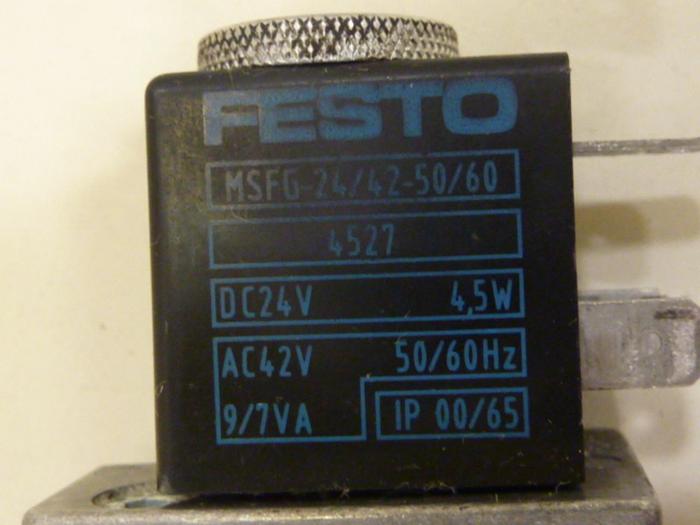 FESTO
MSFG-24/42-50/60
4527
DC24V 4,5W
AC42V 50/60Hz
9/7VA IP 00/65